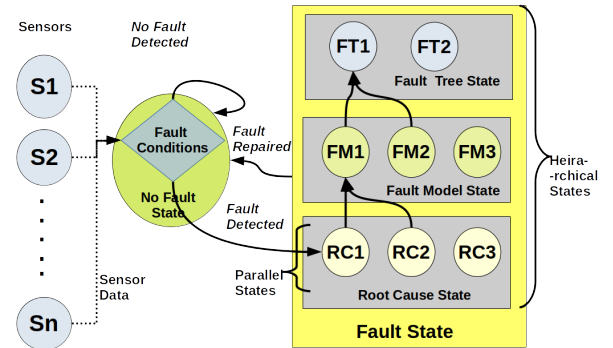 Sensors
S1
S2
Sn
Sensor
Data
No Fault
Detected
Fault
Conditions
No Fault
State
Fault
Repaired
Fault
Detected
Parallel
States
FT1
FT2
Fault Tree State
FM1
FM2
FM3
Fault Model State
RC1
RC2
RC3
Root Cause State
Fault State
Heira-
-rchical
States